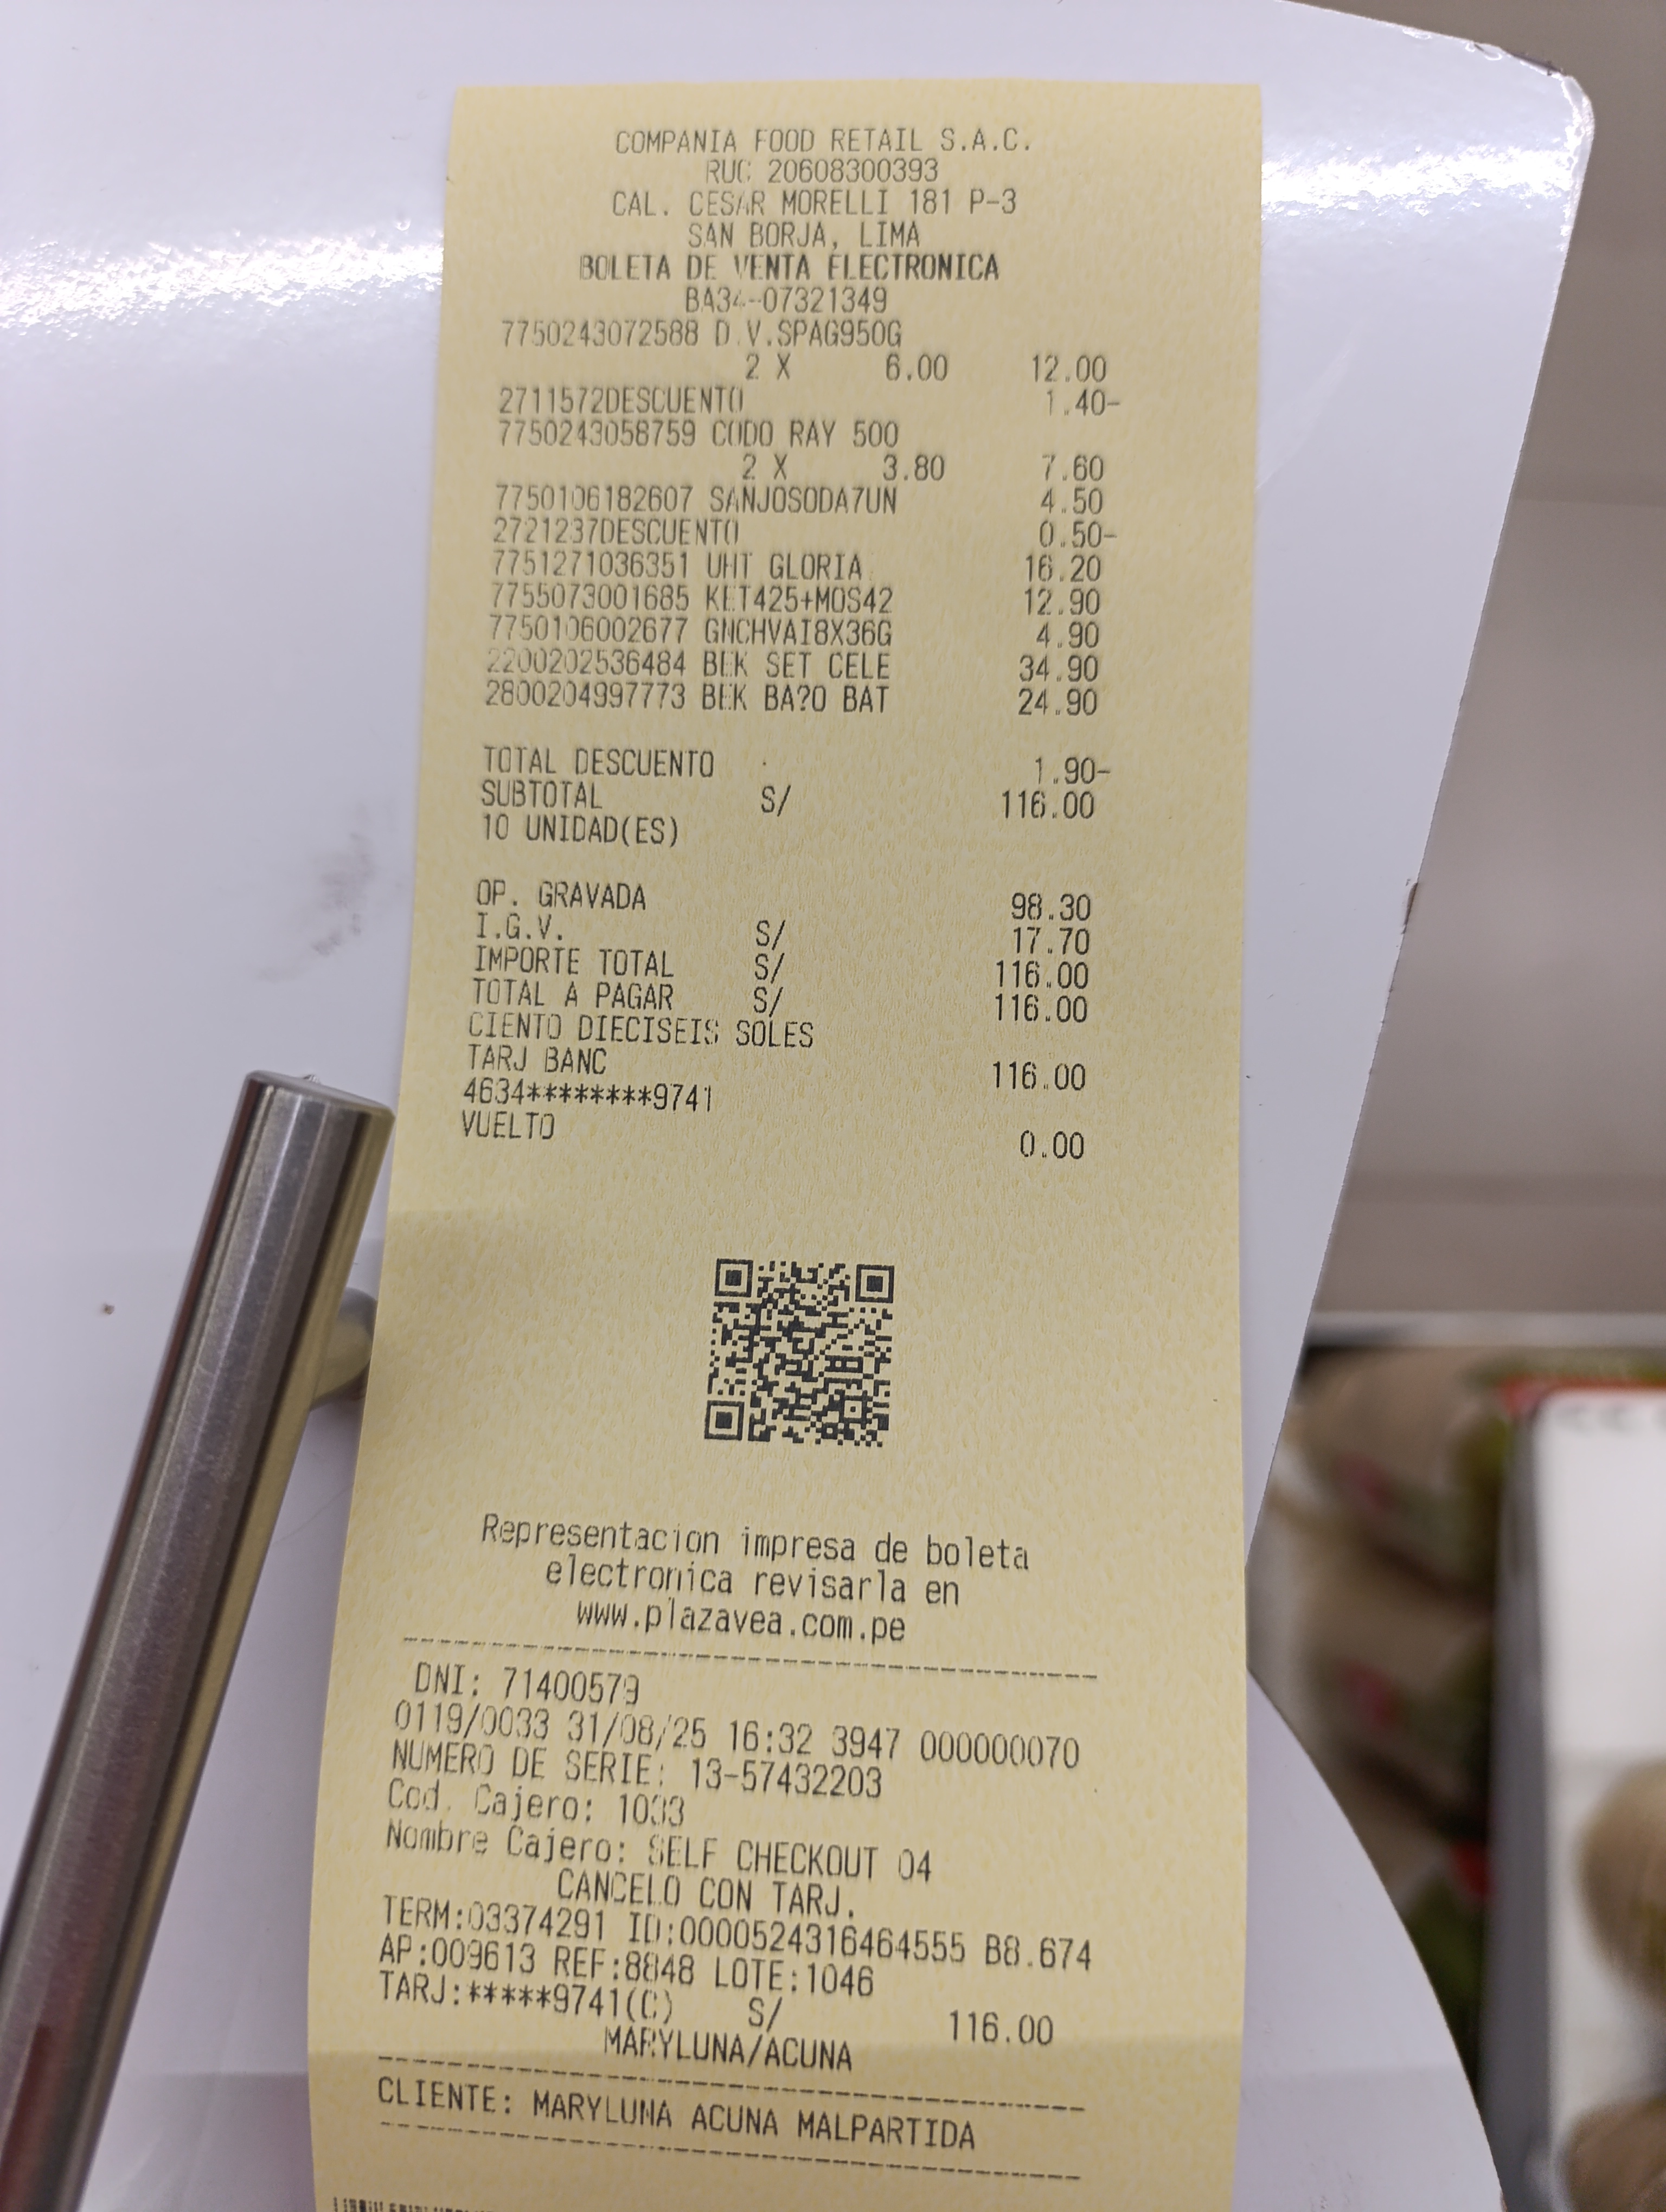 COMPANIA FOOD RETAIL S.A.C.
RUC 20608300393
CAL. CESAR MORELLI 181 P-3
SAN BORJA, LIMA
BOLETA DE VENTA ELECTRONICA
BA34-07321349
7750243072588 D.V.SPAG950G
2 X 6.00 12.00
2711572DESCUENTO 1.40-
7750243058759 CODO RAY 500
2 X 3.80 7.60
7750106182607 SANJOSODA7UN 4.50
2721237DESCUENTO 0.50-
7751271036351 UHT GLORIA 16.20
7755073001685 KET425+MOS42 12.90
7750106002677 GNCHVAI8X36G 4.90
2200202536484 BEK SET CELE 34.90
2800204997773 BEK BA?O BAT 24.90
TOTAL DESCUENTO 1.90-
SUBTOTAL S/ 116.00
10 UNIDAD(ES)
OP. GRAVADA 98.30
I.G.V. S/ 17.70
IMPORTE TOTAL S/ 116.00
TOTAL A PAGAR S/ 116.00
CIENTO DIECISEIS SOLES
TARJ BANC 116.00
4634********9741
VUELTO 0.00
Representacion impresa de boleta
electronica revisarla en
www.plazavea.com.pe
DNI: 71400579
0119/0033 31/08/25 16:32 3947 000000070
NUMERO DE SERIE: 13-57432203
Cod. Cajero: 1033
Nombre Cajero: SELF CHECKOUT 04
CANCELO CON TARJ.
TERM:03374291 ID:0000524316464555 B8.674
AP:009613 REF:8848 LOTE:1046
TARJ:*****9741(C) S/ 116.00
MARYLUNA/ACUNA
CLIENTE: MARYLUNA ACUNA MALPARTIDA